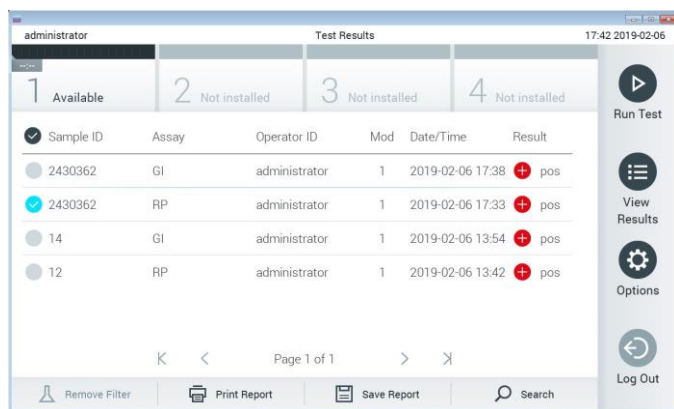 administrator Test Results 17:42 2019-02-06
--:--
1 Available 2 Not installed 3 Not installed 4 Not installed
Run Test
Sample ID Assay Operator ID Mod Date/Time Result
2430362 GI administrator 1 2019-02-06 17:38 pos
2430362 RP administrator 1 2019-02-06 17:33 pos
14 GI administrator 1 2019-02-06 13:54 pos
12 RP administrator 1 2019-02-06 13:42 pos
View
Results
Options
Page 1 of 1
Log Out
Remove Filter Print Report Save Report Search